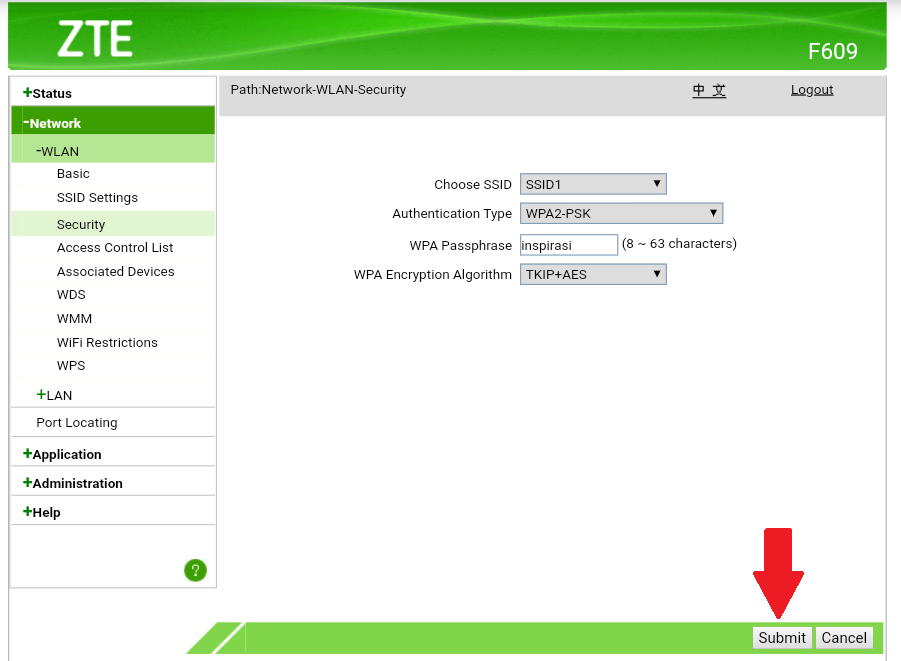 ZTE
F609
+Status
-Network
-WLAN
Basic
SSID Settings
Security
Access Control List
Associated Devices
WDS
WMM
WiFi Restrictions
WPS
+LAN
Port Locating
+Application
+Administration
+Help
?
Path:Network-WLAN-Security
中 文
Logout
Choose SSID SSID1
Authentication Type WPA2-PSK
WPA Passphrase inspirasi (8 ~ 63 characters)
WPA Encryption Algorithm TKIP+AES
Submit Cancel